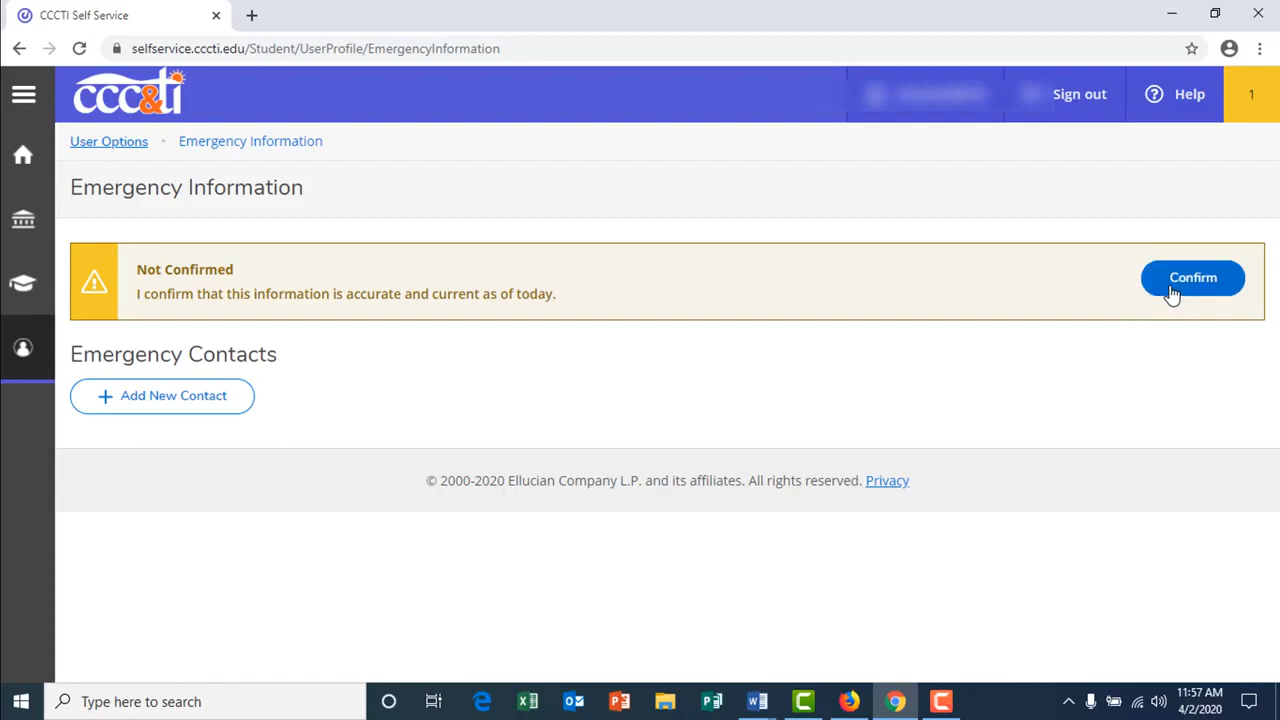 CCCTI Self Service
selfservice.cccti.edu/Student/UserProfile/EmergencyInformation
ccc&ti
Sign out
Help
1
User Options
Emergency Information
Emergency Information
Not Confirmed
I confirm that this information is accurate and current as of today.
Confirm
Emergency Contacts
Add New Contact
© 2000-2020 Ellucian Company L.P. and its affiliates. All rights reserved. Privacy
Type here to search
11:57 AM
4/2/2020